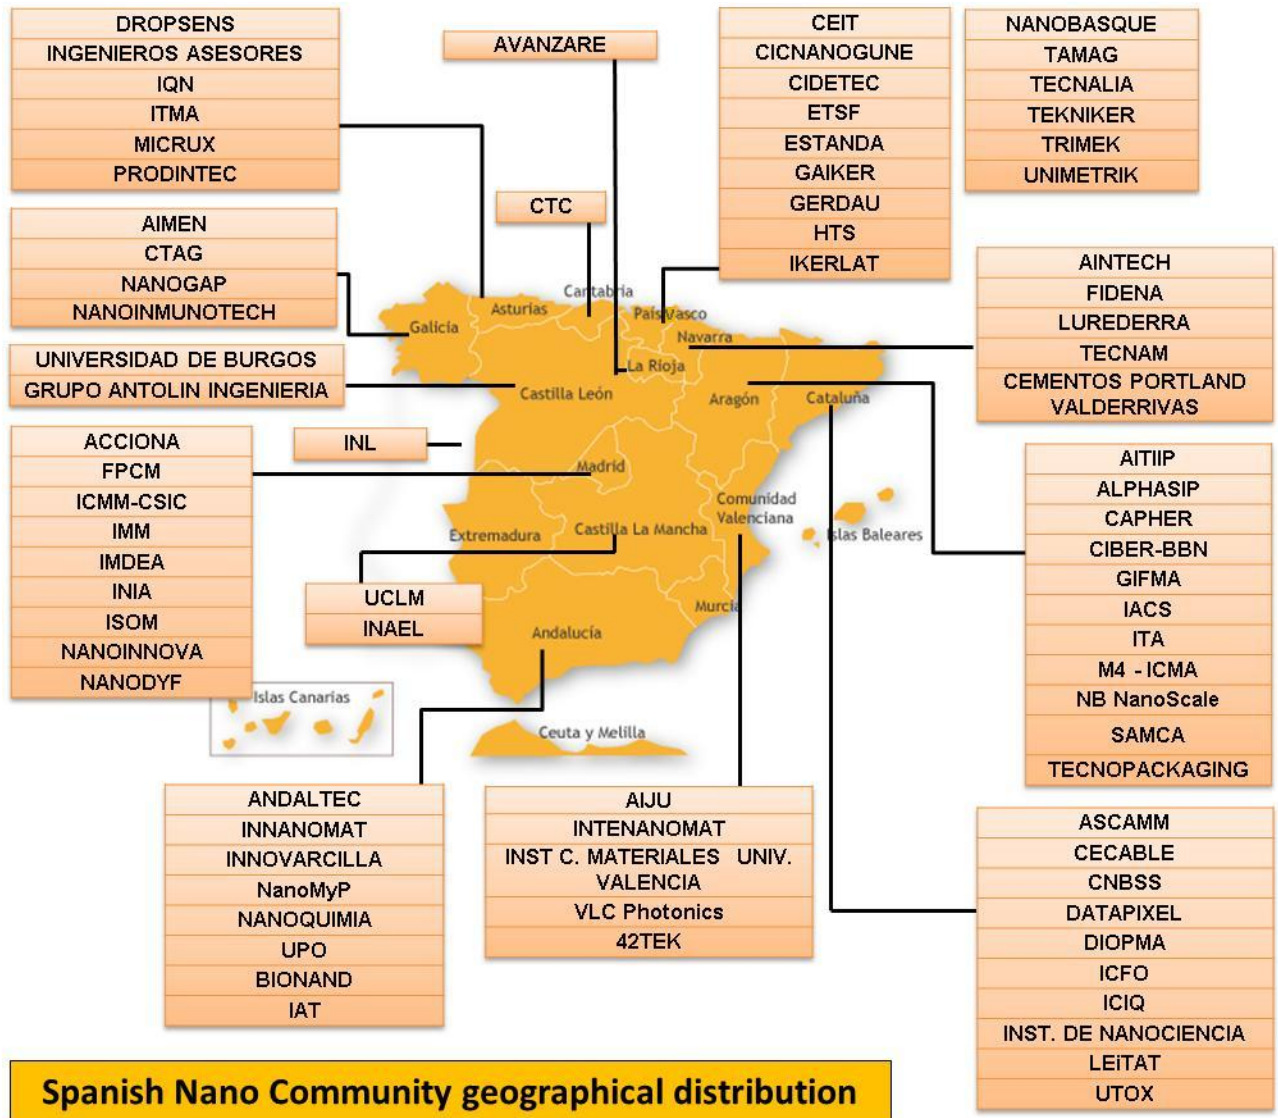 DROPSENS
INGENIEROS ASESORES
IQN
ITMA
MICRUX
PRODINTEC
AVANZARE
CTC
CEIT
CICNANOGUNE
CIDETEC
ETSF
ESTANDA
GAIKER
GERDAU
HTS
IKERLAT
NANOBASQUE
TAMAG
TECNALIA
TEKNIKER
TRIMEK
UNIMETRIK
AIMEN
CTAG
NANOGAP
NANOINMUNOTECH
AINTECH
FIDENA
LUREDERRA
TECNAM
CEMENTOS PORTLAND
VALDERRIVAS
UNIVERSIDAD DE BURGOS
GRUPO ANTOLIN INGENIERIA
Galicia
Asturias
Cantabria
País Vasco
Navarra
La Rioja
Castilla León
Aragón
Cataluña
INL
Madrid
Comunidad
Valenciana
Extremadura
Castilla La Mancha
Islas Baleares
Murcia
Andalucía
Islas Canarias
Ceuta y Melilla
ACCIONA
FPCM
ICMM-CSIC
IMM
IMDEA
INIA
ISOM
NANOINNOVA
NANODYF
UCLM
INAEL
AITIIP
ALPHASIP
CAPHER
CIBER-BBN
GIFMA
IACS
ITA
M4 - ICMA
NB NanoScale
SAMCA
TECNOPACKAGING
ANDALTEC
INNANOMAT
INNOVARCILLA
NanoMyP
NANOQUIMIA
UPO
BIONAND
IAT
AIJU
INTENANOMAT
INST C. MATERIALES UNIV.
VALENCIA
VLC Photonics
42TEK
ASCAMM
CECABLE
CNBSS
DATAPIXEL
DIOPMA
ICFO
ICIQ
INST. DE NANOCIENCIA
LEiTAT
UTOX
Spanish Nano Community geographical distribution